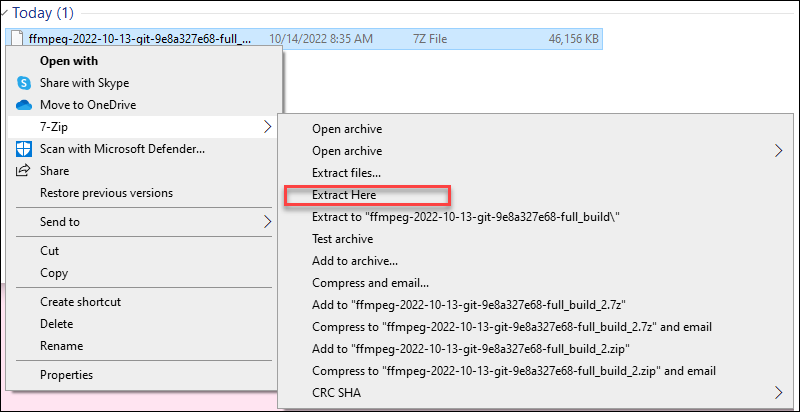 Today (1)
ffmpeg-2022-10-13-git-9e8a327e68-full_... 10/14/2022 8:35 AM 7Z File 46,156 KB
Open with
Share with Skype
Move to OneDrive
7-Zip
Scan with Microsoft Defender...
Share
Restore previous versions
Send to
Cut
Copy
Create shortcut
Delete
Rename
Properties
Open archive
Open archive
Extract files...
Extract Here
Extract to "ffmpeg-2022-10-13-git-9e8a327e68-full_build\"
Test archive
Add to archive...
Compress and email...
Add to "ffmpeg-2022-10-13-git-9e8a327e68-full_build_2.7z"
Compress to "ffmpeg-2022-10-13-git-9e8a327e68-full_build_2.7z" and email
Add to "ffmpeg-2022-10-13-git-9e8a327e68-full_build_2.zip"
Compress to "ffmpeg-2022-10-13-git-9e8a327e68-full_build_2.zip" and email
CRC SHA